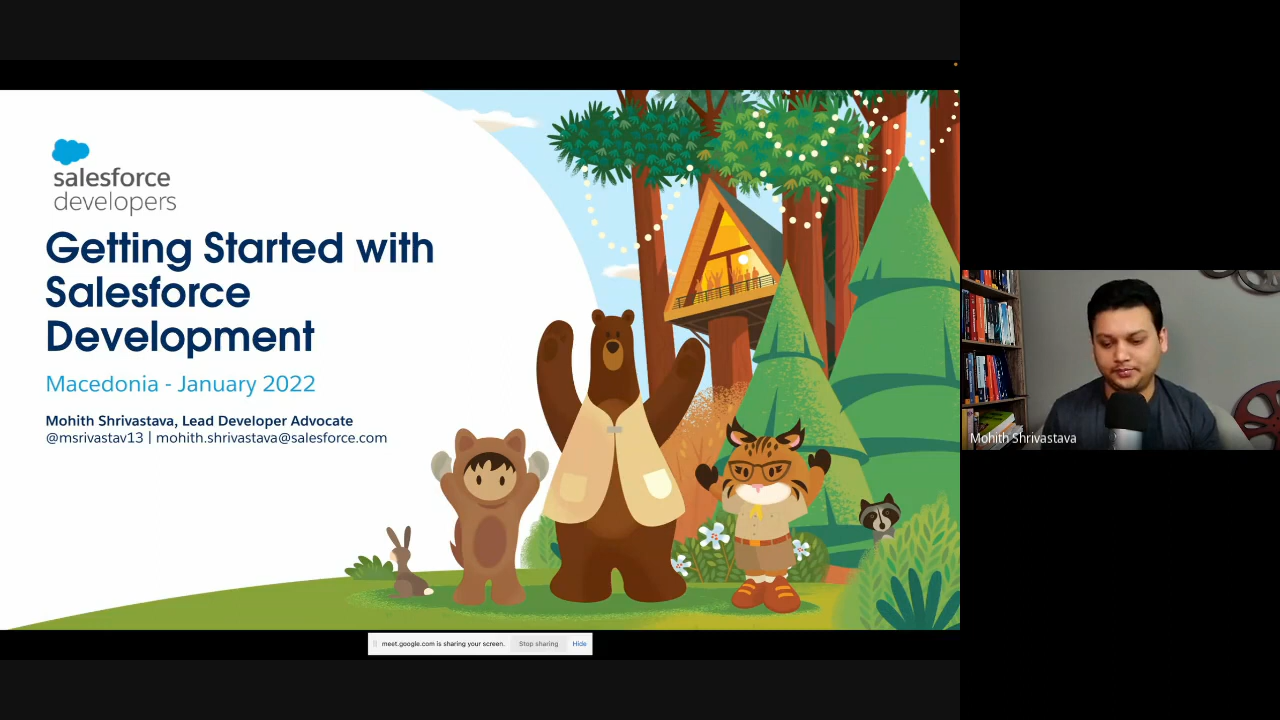 salesforce
developers
Getting Started with
Salesforce
Development
Macedonia - January 2022
Mohith Shrivastava, Lead Developer Advocate
@msrivastav13 | mohith.shrivastava@salesforce.com
Mohith Shrivastava
meet.google.com is sharing your screen. Stop sharing Hide